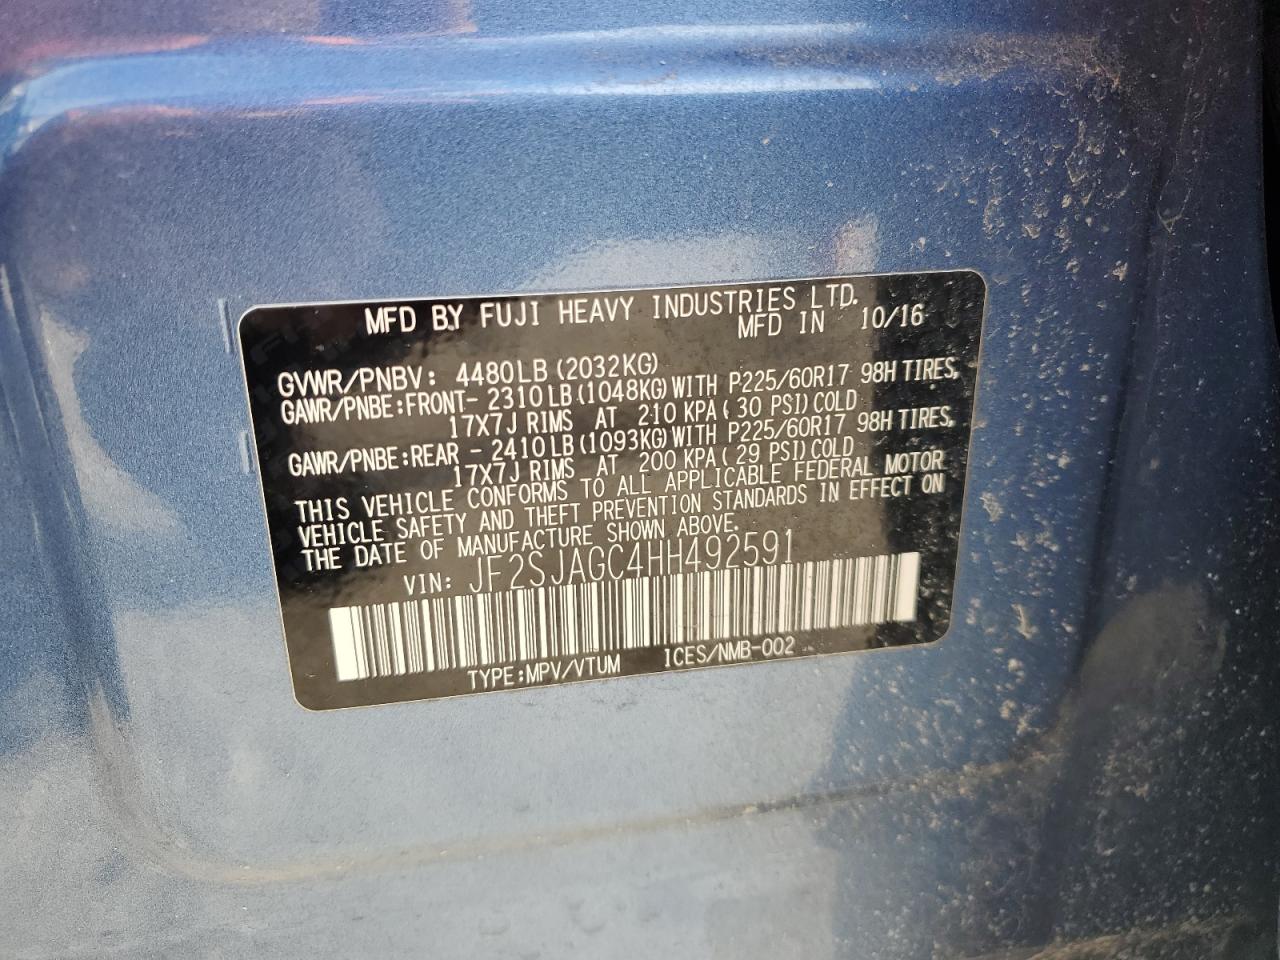 MFD BY FUJI HEAVY INDUSTRIES LTD.
MFD IN 10/16
GVWR/PNBV: 4480LB (2032KG)
GAWR/PNBE:FRONT- 2310LB (1048KG) WITH P225/60R17 98H TIRES,
17X7J RIMS AT 210 KPA (30 PSI) COLD
GAWR/PNBE:REAR - 2410LB (1093KG) WITH P225/60R17 98H TIRES,
17X7J RIMS AT 200 KPA (29 PSI) COLD
THIS VEHICLE CONFORMS TO ALL APPLICABLE FEDERAL MOTOR
VEHICLE SAFETY AND THEFT PREVENTION STANDARDS IN EFFECT ON
THE DATE OF MANUFACTURE SHOWN ABOVE.
VIN: JF2SJAGC4HH492591
TYPE:MPV/VTUM ICES/NMB-002